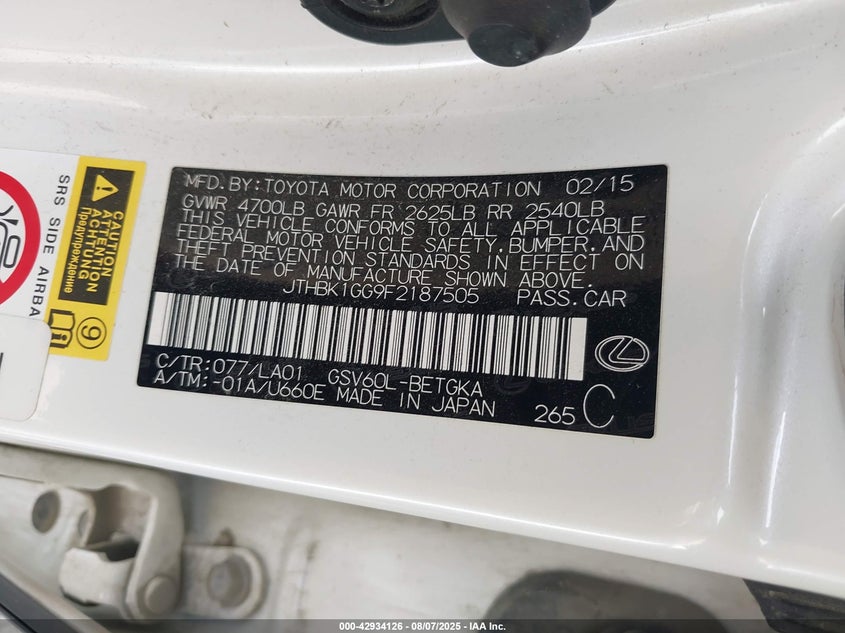 MFD.BY:TOYOTA MOTOR CORPORATION 02/15
GVWR 4700LB GAWR FR 2625LB RR 2540LB
THIS VEHICLE CONFORMS TO ALL APPLICABLE
FEDERAL MOTOR VEHICLE SAFETY,BUMPER,AND
THEFT PREVENTION STANDARDS IN EFFECT ON
THE DATE OF MANUFACTURE SHOWN ABOVE.
JTHBK1GG9F2187505 PASS.CAR
C/TR:077/LA01 GSV60L-BETGKA
A/TM:-01A/U660E MADE IN JAPAN 265 C
SRS SIDE AIRBA
CAUTION
ATTENTION
ACHTUNG
Предупреждение
9
000-42934126 - 08/07/2025 - IAA Inc.